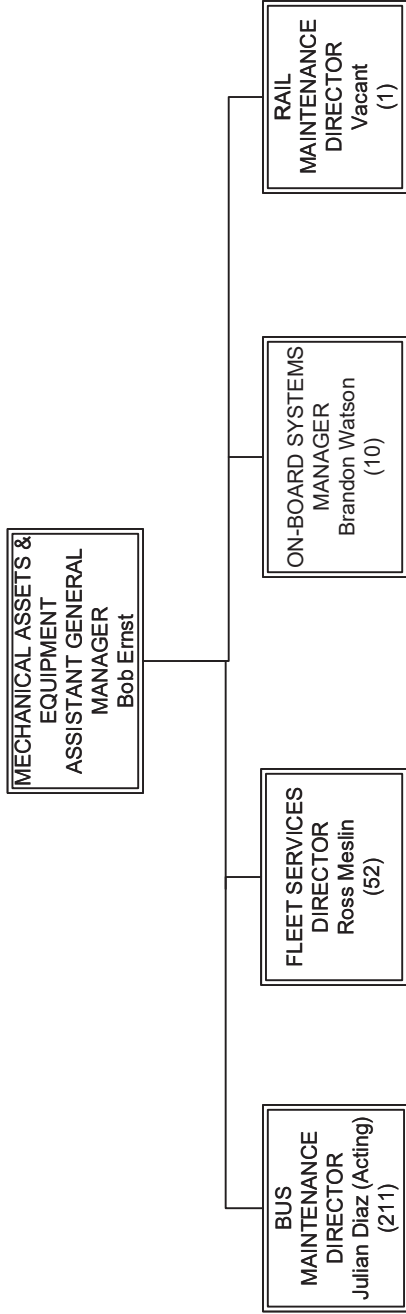 MECHANICAL ASSETS &
EQUIPMENT
ASSISTANT GENERAL
MANAGER
Bob Ernst
BUS
MAINTENANCE
DIRECTOR
Julian Diaz (Acting)
(211)
FLEET SERVICES
DIRECTOR
Ross Meslin
(52)
ON-BOARD SYSTEMS
MANAGER
Brandon Watson
(10)
RAIL
MAINTENANCE
DIRECTOR
Vacant
(1)